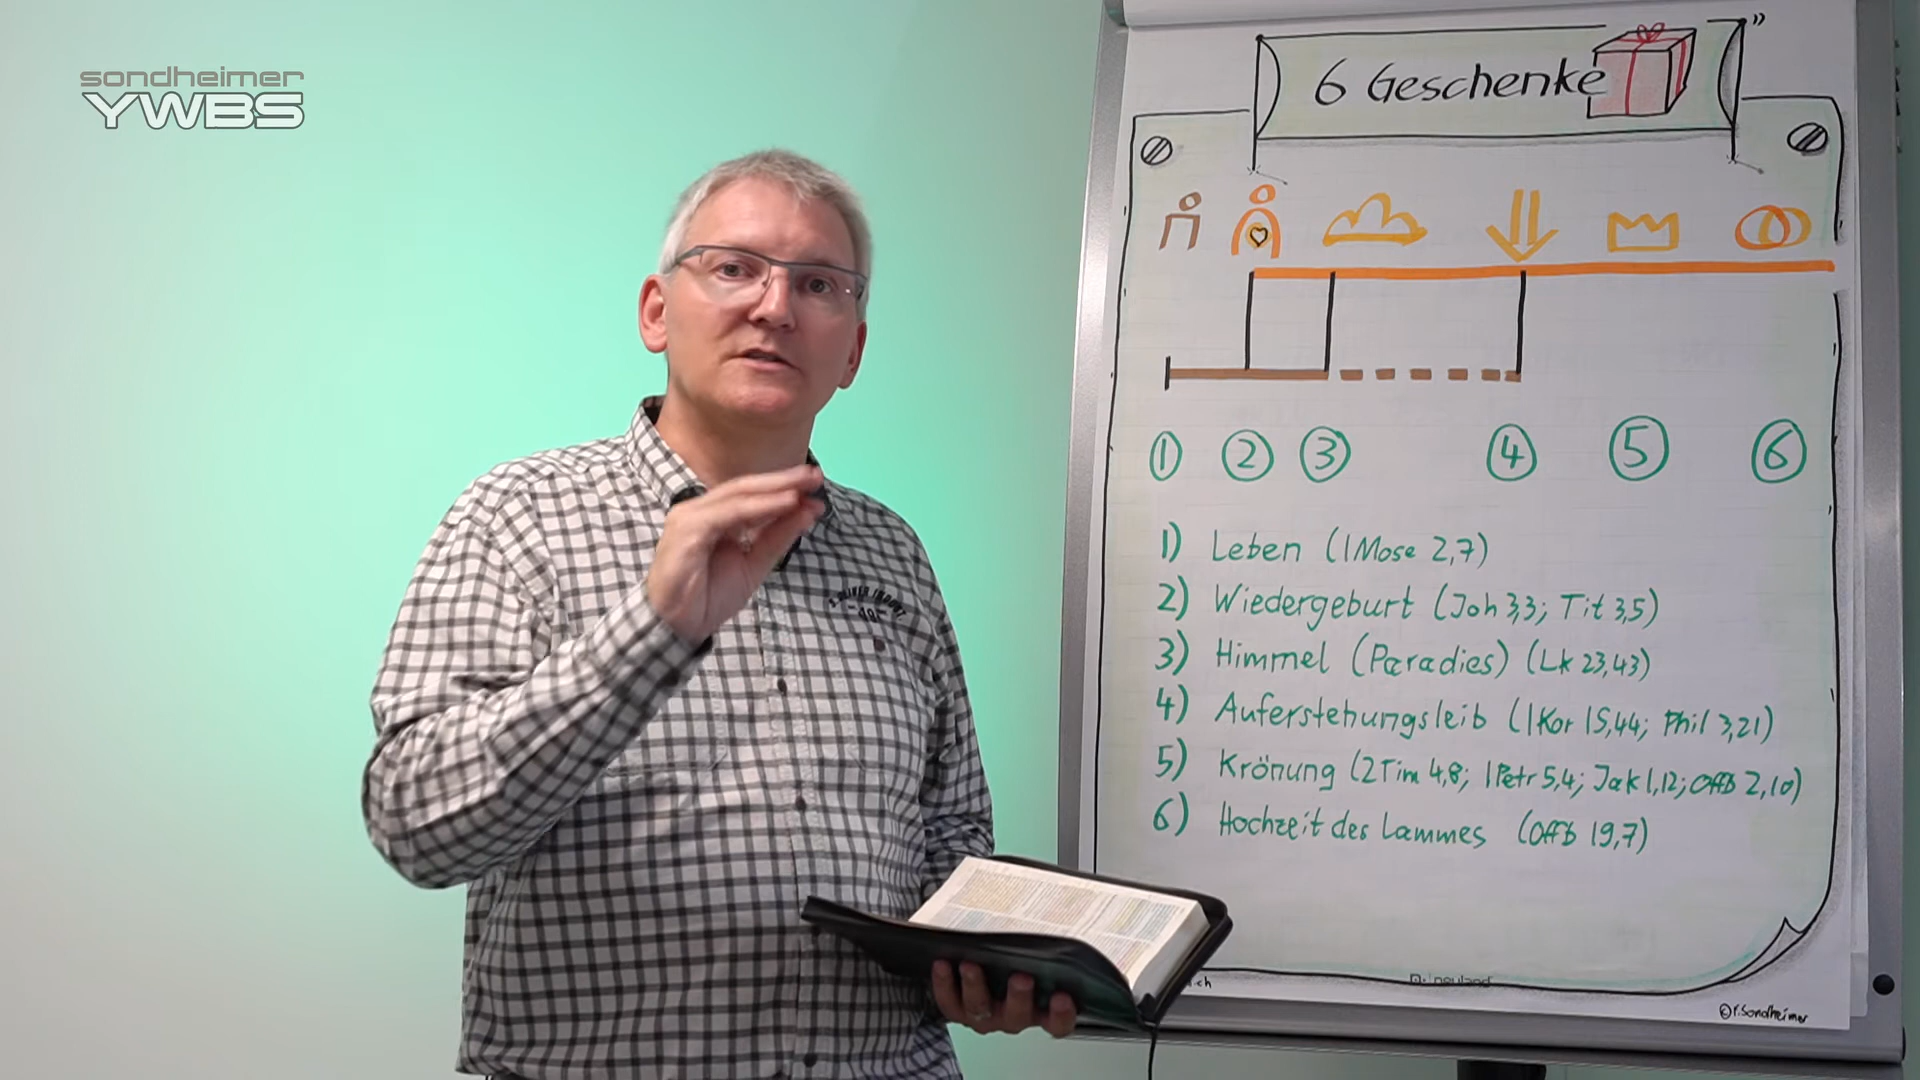 sondheimer
YWBS
6 Geschenke
1 2 3 4 5 6
1) Leben (1Mose 2,7)
2) Wiedergeburt (Joh 3,3; Tit 3,5)
3) Himmel (Paradies) (Lk 23,43)
4) Auferstehungsleib (1Kor 15,44; Phil 3,21)
5) Krönung (2Tim 4,8; 1Petr 5,4; Jak 1,12; Offb 2,10)
6) Hochzeit des Lammes (Offb 19,7)
neuland
©P.Sondheimer